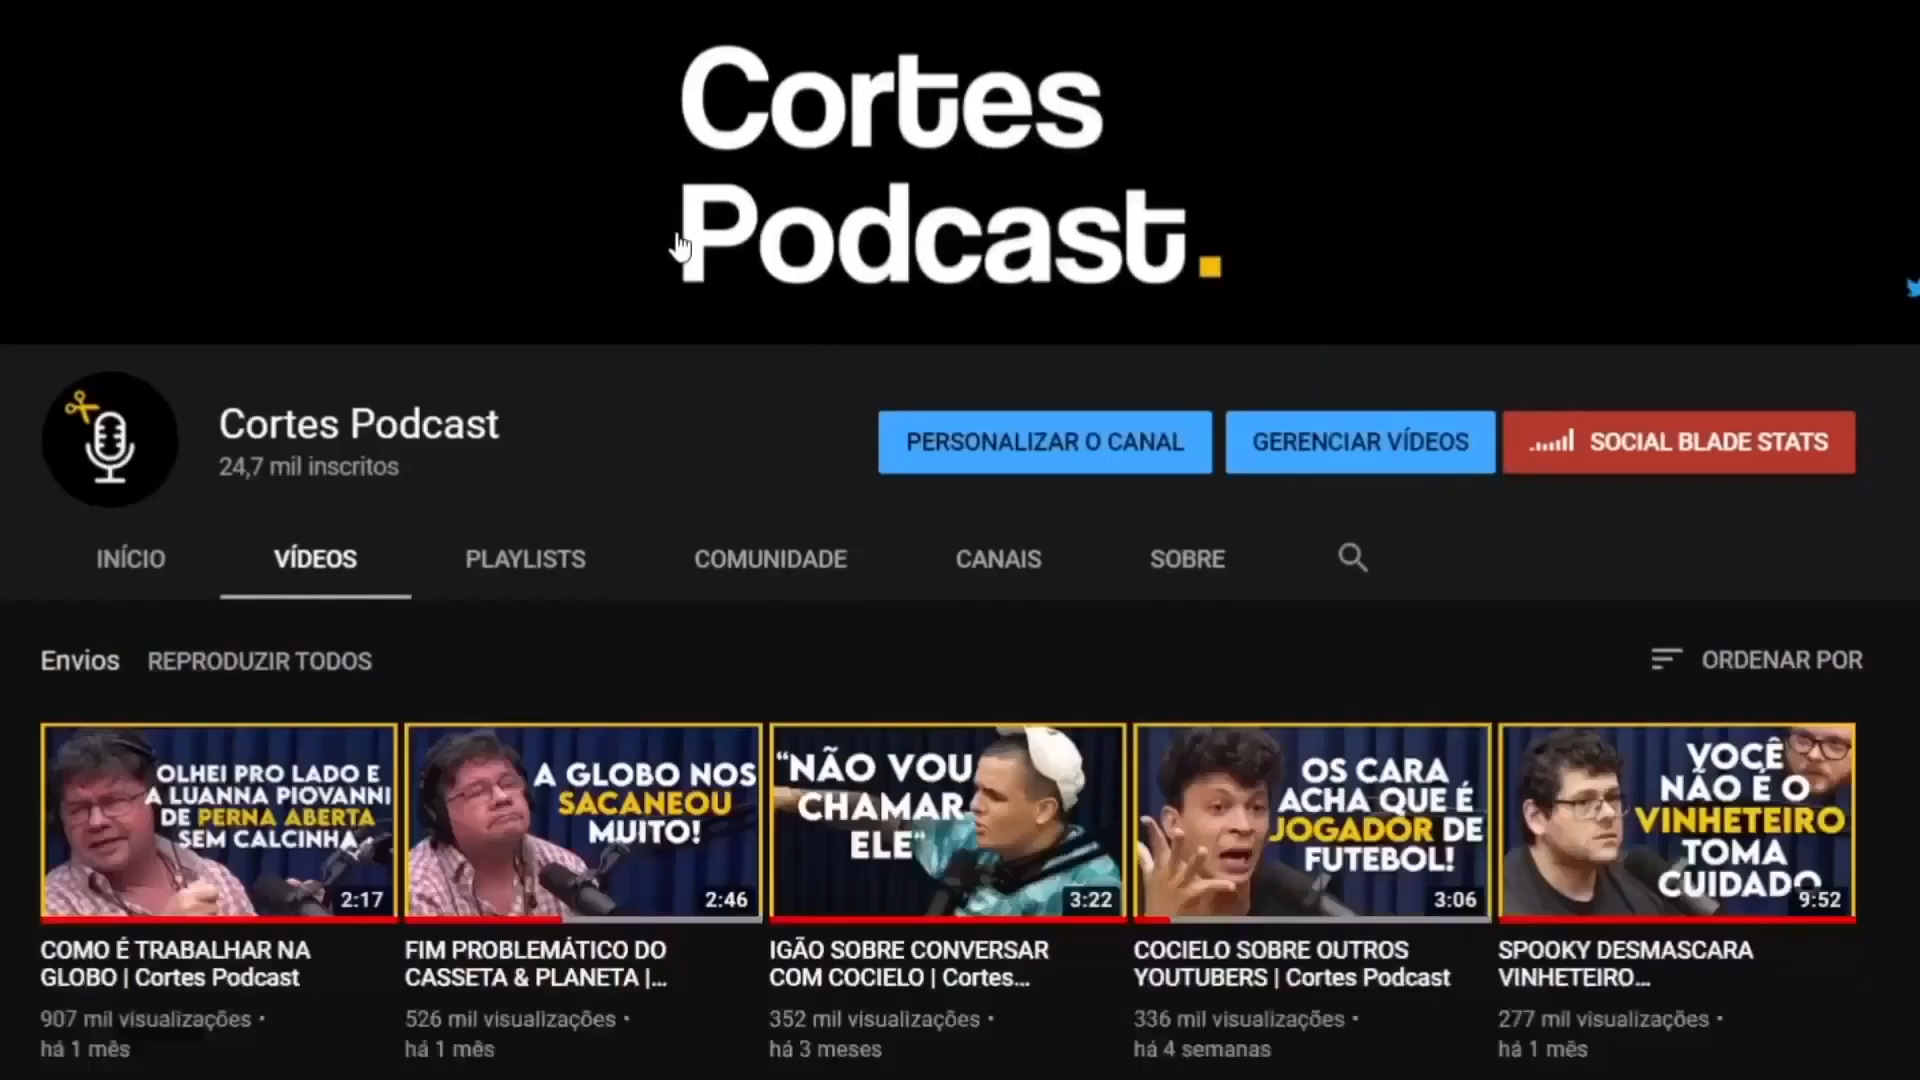 Cortes
Podcast.
Cortes Podcast
24,7 mil inscritos
PERSONALIZAR O CANAL
GERENCIAR VÍDEOS
SOCIAL BLADE STATS
INÍCIO
VÍDEOS
PLAYLISTS
COMUNIDADE
CANAIS
SOBRE
Envios
REPRODUZIR TODOS
ORDENAR POR
OLHEI PRO LADO E
A LUANNA PIOVANNI
DE PERNA ABERTA
SEM CALCINHA
2:17
COMO É TRABALHAR NA
GLOBO | Cortes Podcast
907 mil visualizações •
há 1 mês
A GLOBO NOS
SACANEOU
MUITO!
2:46
FIM PROBLEMÁTICO DO
CASSETA & PLANETA |...
526 mil visualizações •
há 1 mês
“NÃO VOU
CHAMAR
ELE“
3:22
IGÃO SOBRE CONVERSAR
COM COCIELO | Cortes...
352 mil visualizações •
há 3 meses
OS CARA
ACHA QUE É
JOGADOR DE
FUTEBOL!
3:06
COCIELO SOBRE OUTROS
YOUTUBERS | Cortes Podcast
336 mil visualizações •
há 4 semanas
VOCÊ
NÃO É O
VINHETEIRO
TOMA
CUIDADO
9:52
SPOOKY DESMASCARA
VINHETEIRO...
277 mil visualizações •
há 1 mês